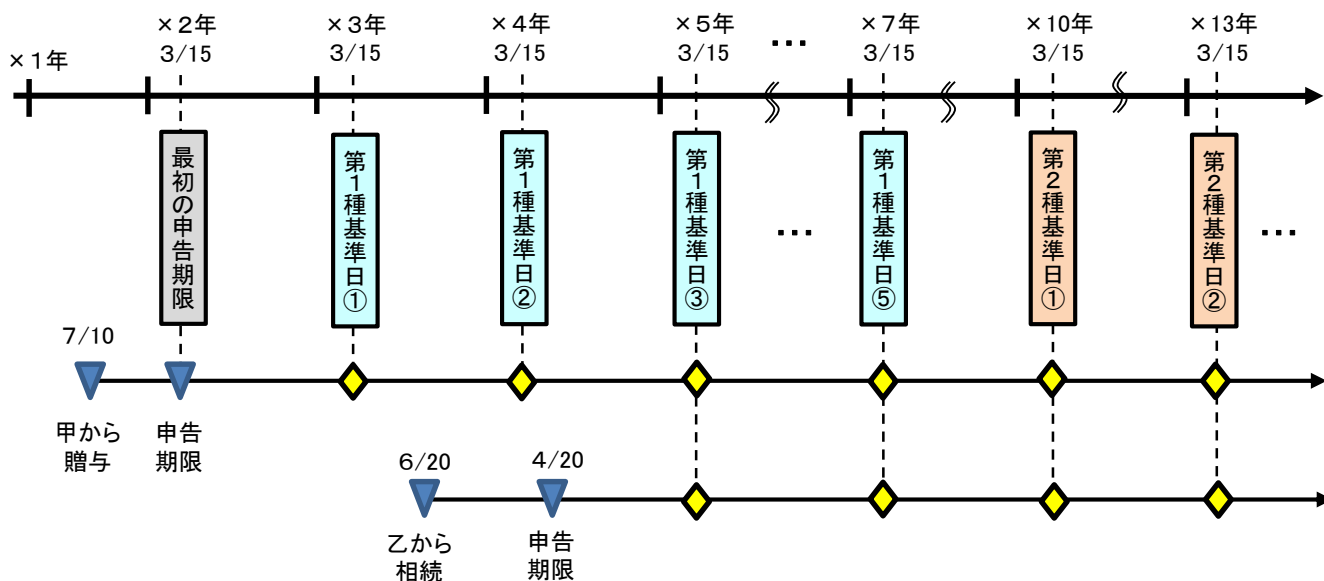 ×1年
×2年
3/15
×3年
3/15
×4年
3/15
×5年
3/15
…
×7年
3/15
×10年
3/15
×13年
3/15
最初の申告期限
第1種基準日①
第1種基準日②
第1種基準日③
…
第1種基準日⑤
第2種基準日①
第2種基準日②
…
7/10
甲から
贈与
申告
期限
6/20
4/20
乙から
相続
申告
期限